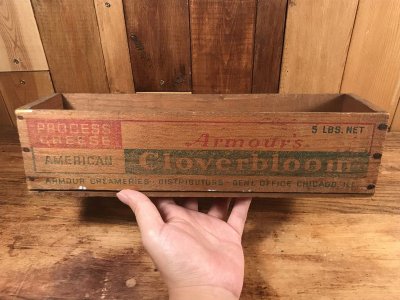 5 LBS. NET
PROCESS
CHEESE
Armour's
AMERICAN
Cloverbloom
ARMOUR CREAMERIES - DISTRIBUTORS - GENL OFFICE CHICAGO, ILL.